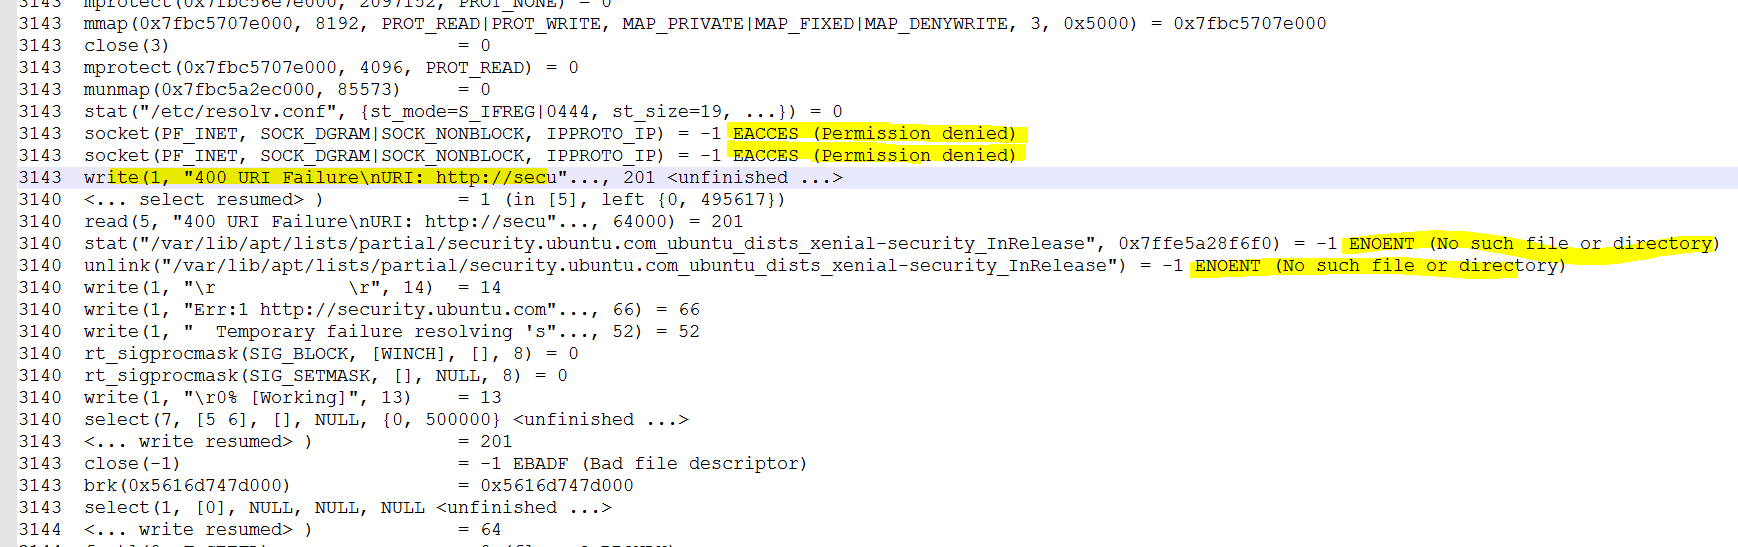 3143  mprotect(0x7fbc56e7e000, 2097152, PROT_NONE) = 0
3143  mmap(0x7fbc5707e000, 8192, PROT_READ|PROT_WRITE, MAP_PRIVATE|MAP_FIXED|MAP_DENYWRITE, 3, 0x5000) = 0x7fbc5707e000
3143  close(3)                          = 0
3143  mprotect(0x7fbc5707e000, 4096, PROT_READ) = 0
3143  munmap(0x7fbc5a2ec000, 85573)     = 0
3143  stat("/etc/resolv.conf", {st_mode=S_IFREG|0444, st_size=19, ...}) = 0
3143  socket(PF_INET, SOCK_DGRAM|SOCK_NONBLOCK, IPPROTO_IP) = -1 EACCES (Permission denied)
3143  socket(PF_INET, SOCK_DGRAM|SOCK_NONBLOCK, IPPROTO_IP) = -1 EACCES (Permission denied)
3143  write(1, "400 URI Failure\nURI: http://secu"..., 201 <unfinished ...>
3140  <... select resumed> )            = 1 (in [5], left {0, 495617})
3140  read(5, "400 URI Failure\nURI: http://secu"..., 64000) = 201
3140  stat("/var/lib/apt/lists/partial/security.ubuntu.com_ubuntu_dists_xenial-security_InRelease", 0x7ffe5a28f6f0) = -1 ENOENT (No such file or directory)
3140  unlink("/var/lib/apt/lists/partial/security.ubuntu.com_ubuntu_dists_xenial-security_InRelease") = -1 ENOENT (No such file or directory)
3140  write(1, "\r            \r", 14)  = 14
3140  write(1, "Err:1 http://security.ubuntu.com"..., 66) = 66
3140  write(1, "  Temporary failure resolving 's"..., 52) = 52
3140  rt_sigprocmask(SIG_BLOCK, [WINCH], [], 8) = 0
3140  rt_sigprocmask(SIG_SETMASK, [], NULL, 8) = 0
3140  write(1, "\r0% [Working]", 13)    = 13
3140  select(7, [5 6], [], NULL, {0, 500000} <unfinished ...>
3143  <... write resumed> )             = 201
3143  close(-1)                         = -1 EBADF (Bad file descriptor)
3143  brk(0x5616d747d000)               = 0x5616d747d000
3143  select(1, [0], NULL, NULL, NULL <unfinished ...>
3144  <... write resumed> )             = 64